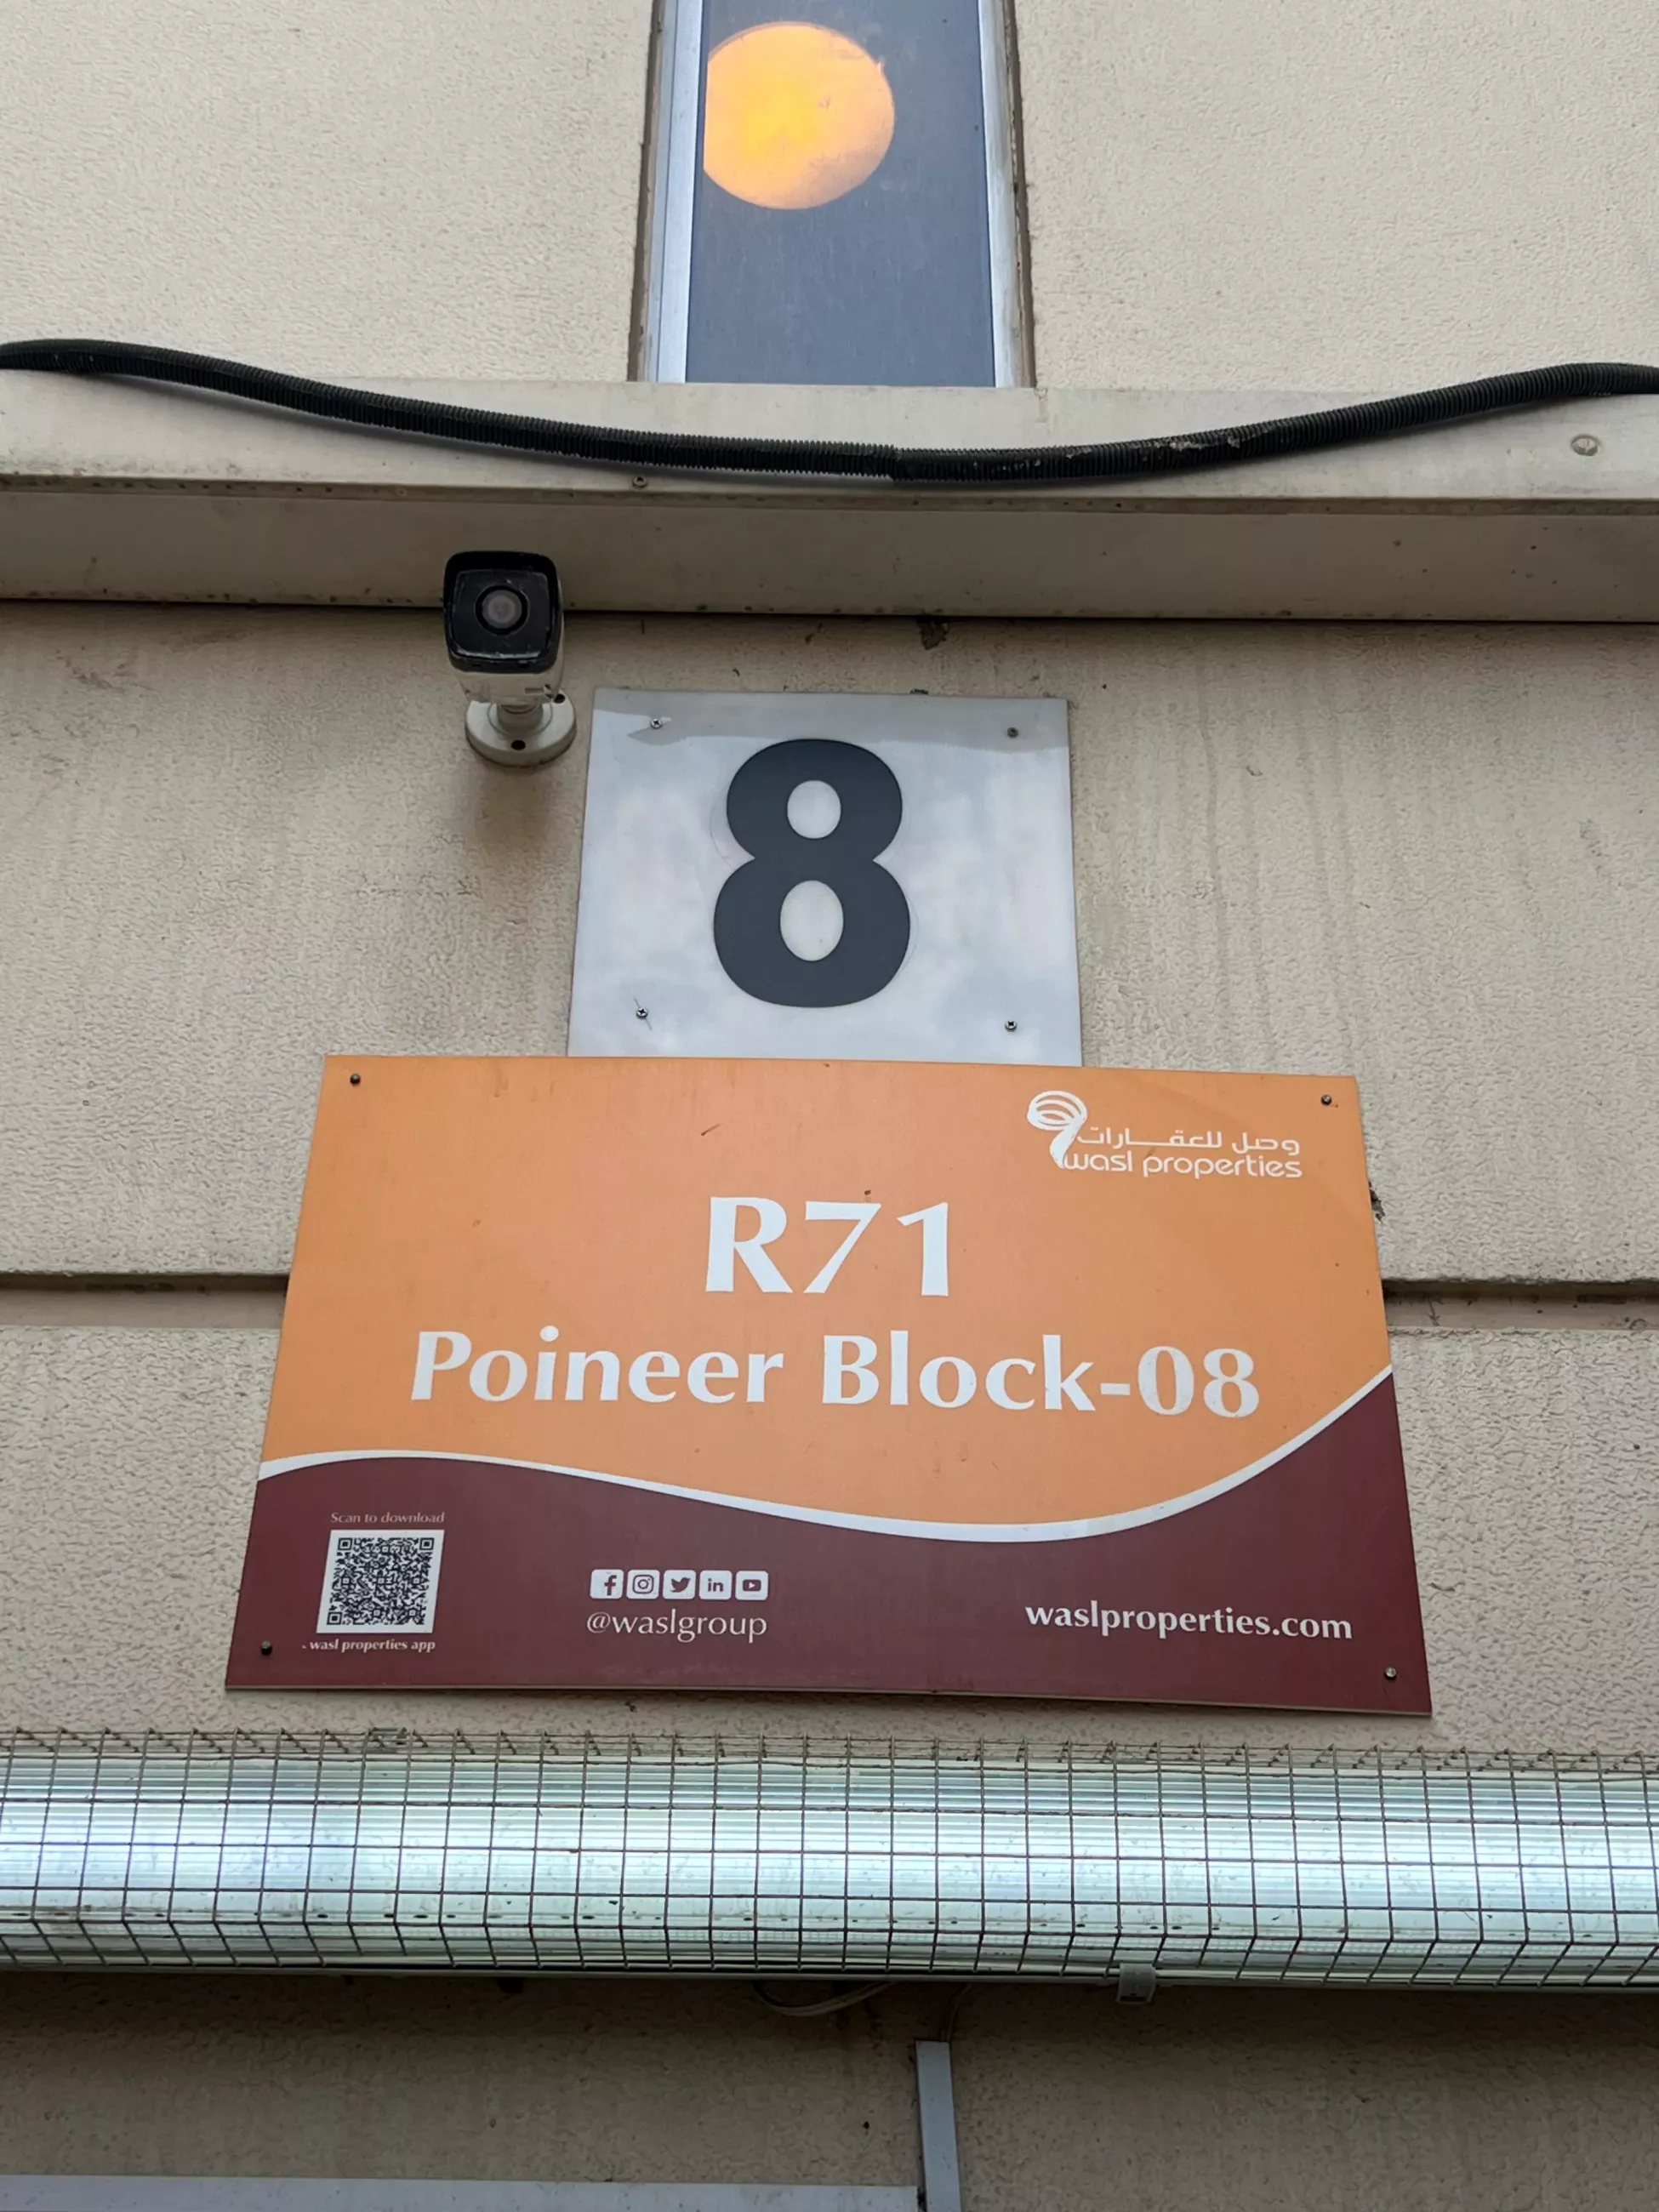 8
وصل للعقارات
wasl properties
R71
Poineer Block-08
Scan to download
wasl properties app
@waslgroup
waslproperties.com